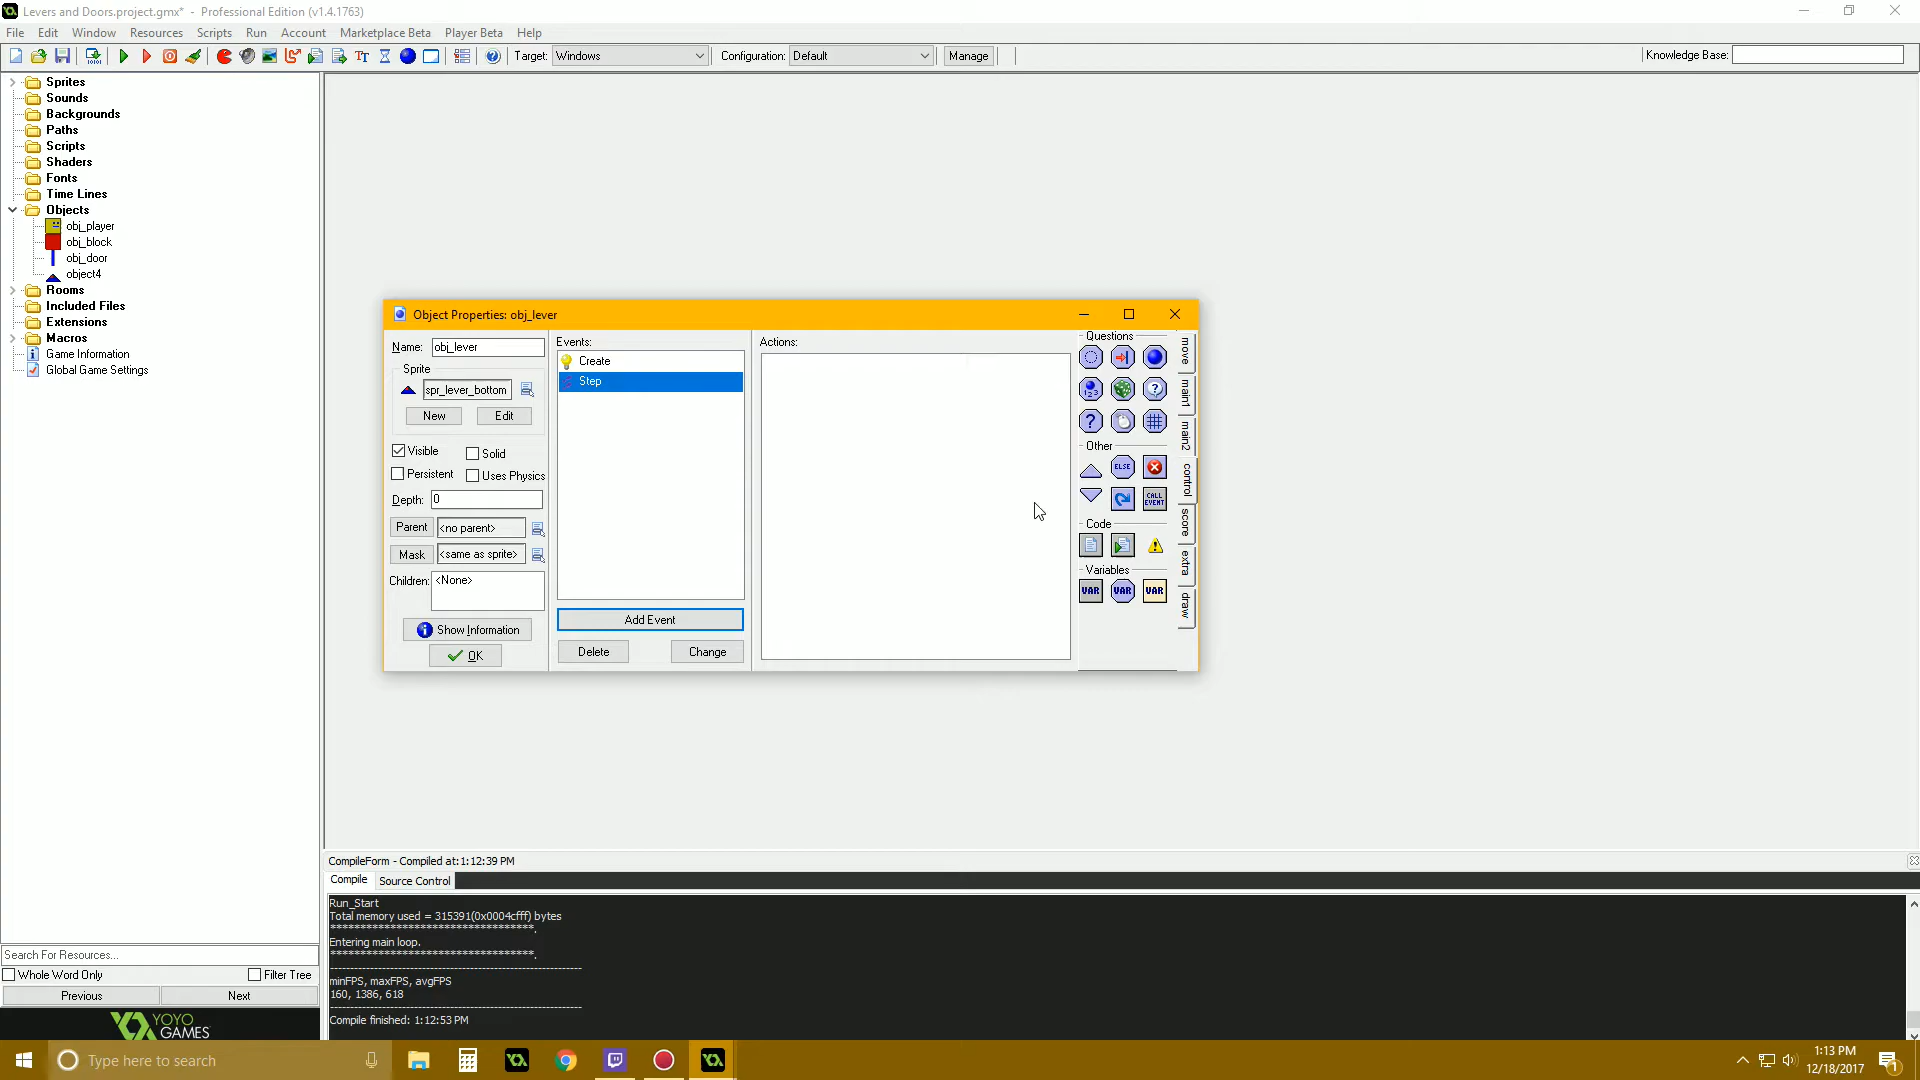 Levers and Doors.project.gmx* - Professional Edition (v1.4.1763)
File Edit Window Resources Scripts Run Account Marketplace Beta Player Beta Help
Target: Windows Configuration: Default Manage Knowledge Base:
Sprites
Sounds
Backgrounds
Paths
Scripts
Shaders
Fonts
Time Lines
Objects
obj_player
obj_block
obj_door
object4
Rooms
Included Files
Extensions
Macros
Game Information
Global Game Settings
Object Properties: obj_lever
Name: obj_lever
Sprite
spr_lever_bottom
New Edit
Visible Solid
Persistent Uses Physics
Depth: 0
Parent <no parent>
Mask <same as sprite>
Children: <None>
Show Information
OK
Events:
Create
Step
Add Event
Delete Change
Actions:
Questions
Other
ELSE
CALL EVENT
Code
Variables
VAR VAR VAR
move
main1
main2
control
score
extra
draw
CompileForm - Compiled at:1:12:39 PM
Compile Source Control
Run_Start
Total memory used = 315391(0x0004cfff) bytes
***********************************.
Entering main loop.
***********************************.
minFPS, maxFPS, avgFPS
160, 1386, 618
Compile finished: 1:12:53 PM
Search For Resources...
Whole Word Only Filter Tree
Previous Next
YOYO
GAMES
Type here to search
1:13 PM
12/18/2017
1